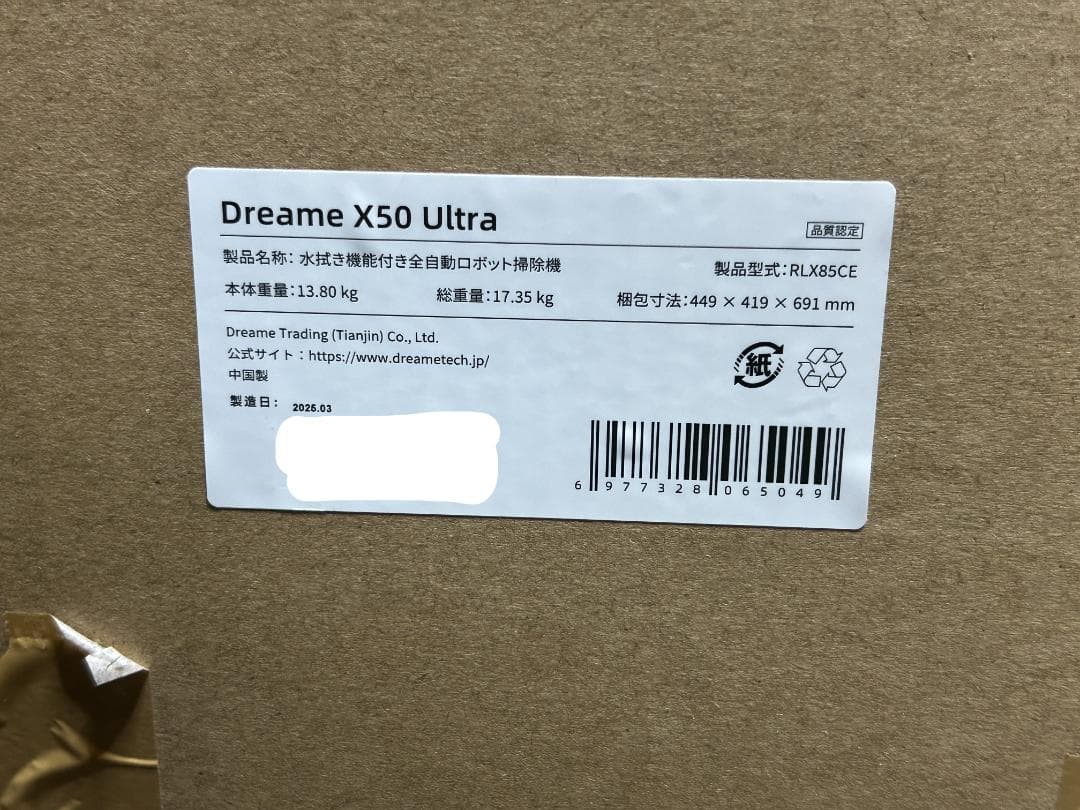 Dreame X50 Ultra
品質認定
製品名称: 水拭き機能付き全自動ロボット掃除機
製品型式:RLX85CE
本体重量:13.80 kg
総重量:17.35 kg
梱包寸法:449 × 419 × 691 mm
Dreame Trading (Tianjin) Co., Ltd.
公式サイト:https://www.dreametech.jp/
中国製
製造日: 2025.03
紙
6 977328 065049